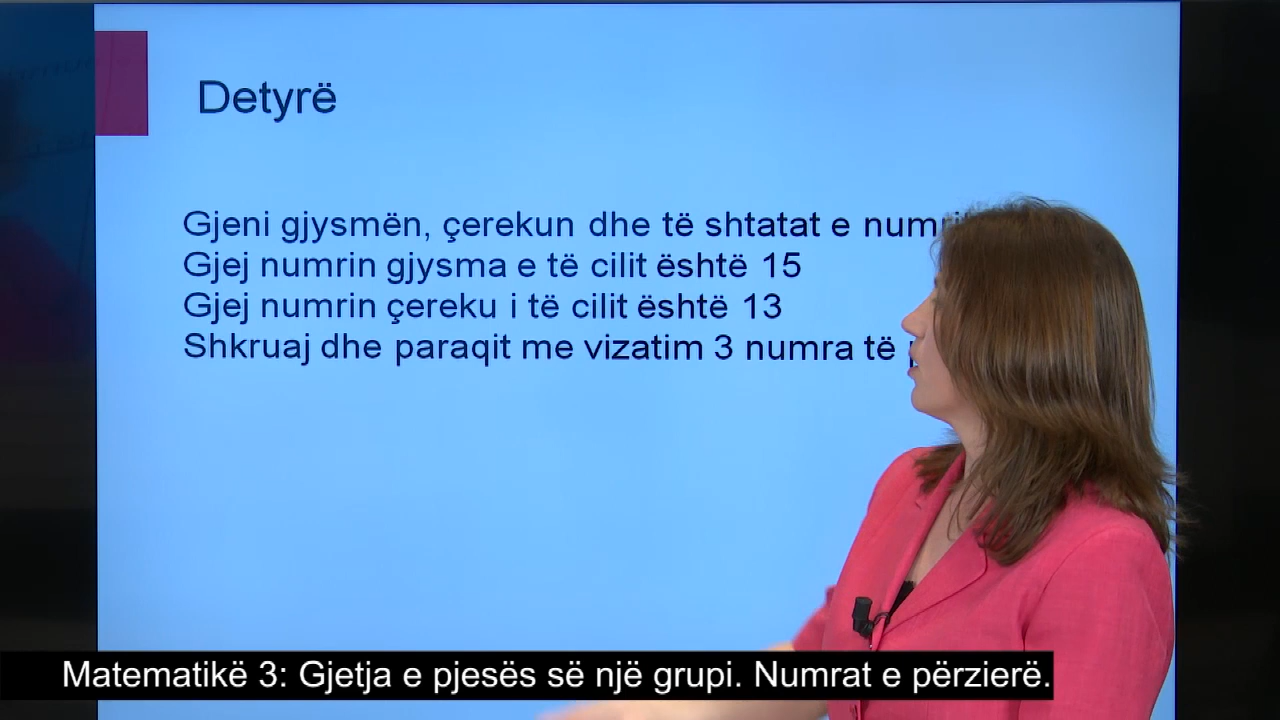 Detyrë
Gjeni gjysmën, çerekun dhe të shtatat e
Gjej numrin gjysma e të cilit është 15
Gjej numrin çereku i të cilit është 13
Shkruaj dhe paraqit me vizatim 3 numra të
Matematikë 3: Gjetja e pjesës së një grupi. Numrat e përzierë.